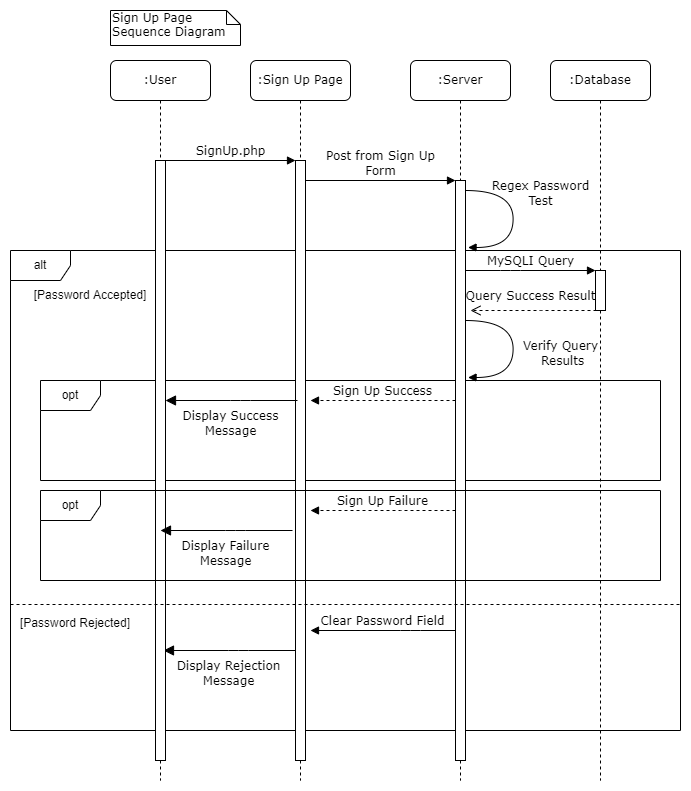 Sign Up Page
Sequence Diagram
:User
:Sign Up Page
:Server
:Database
SignUp.php
Post from Sign Up
Form
Regex Password
Test
alt
MySQLI Query
[Password Accepted]
Query Success Result
Verify Query
Results
opt
Sign Up Success
Display Success
Message
opt
Sign Up Failure
Display Failure
Message
[Password Rejected]
Clear Password Field
Display Rejection
Message